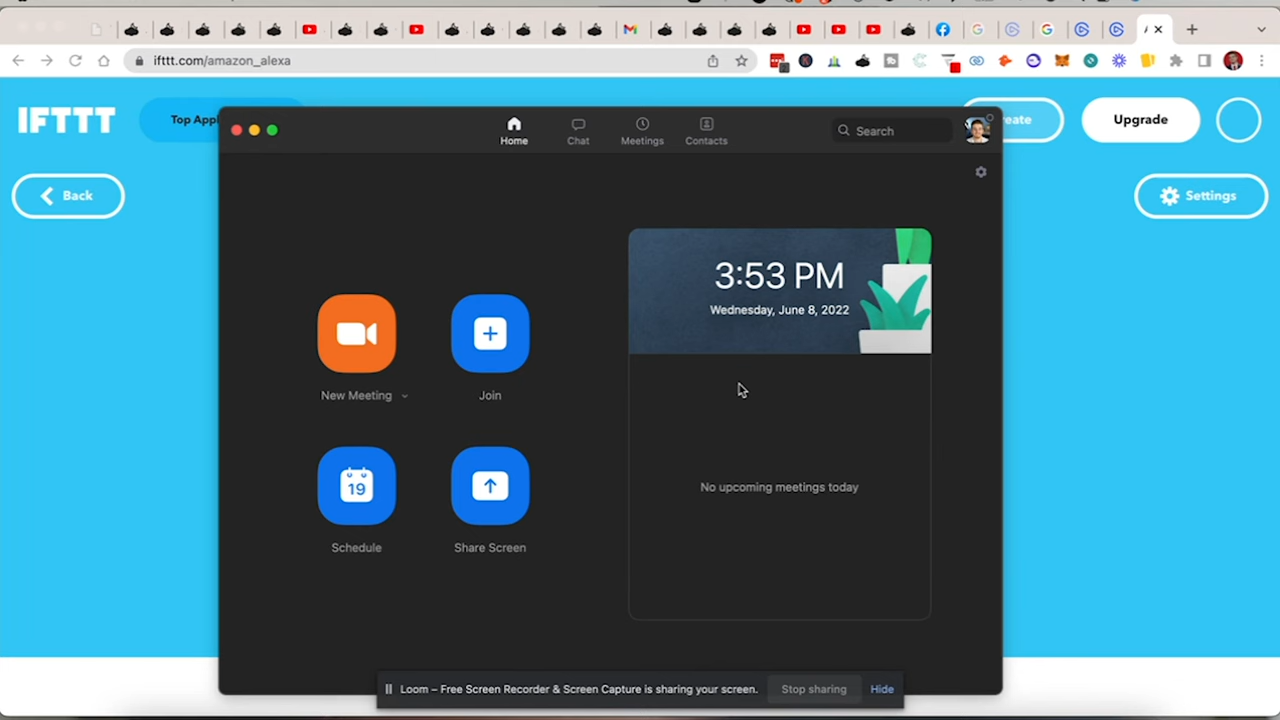 ifttt.com/amazon_alexa
IFTTT
Top Appl
eate
Upgrade
Back
Settings
Home
Chat
Meetings
Contacts
Search
3:53 PM
Wednesday, June 8, 2022
No upcoming meetings today
New Meeting
Join
19
Schedule
Share Screen
Loom – Free Screen Recorder & Screen Capture is sharing your screen.
Stop sharing
Hide